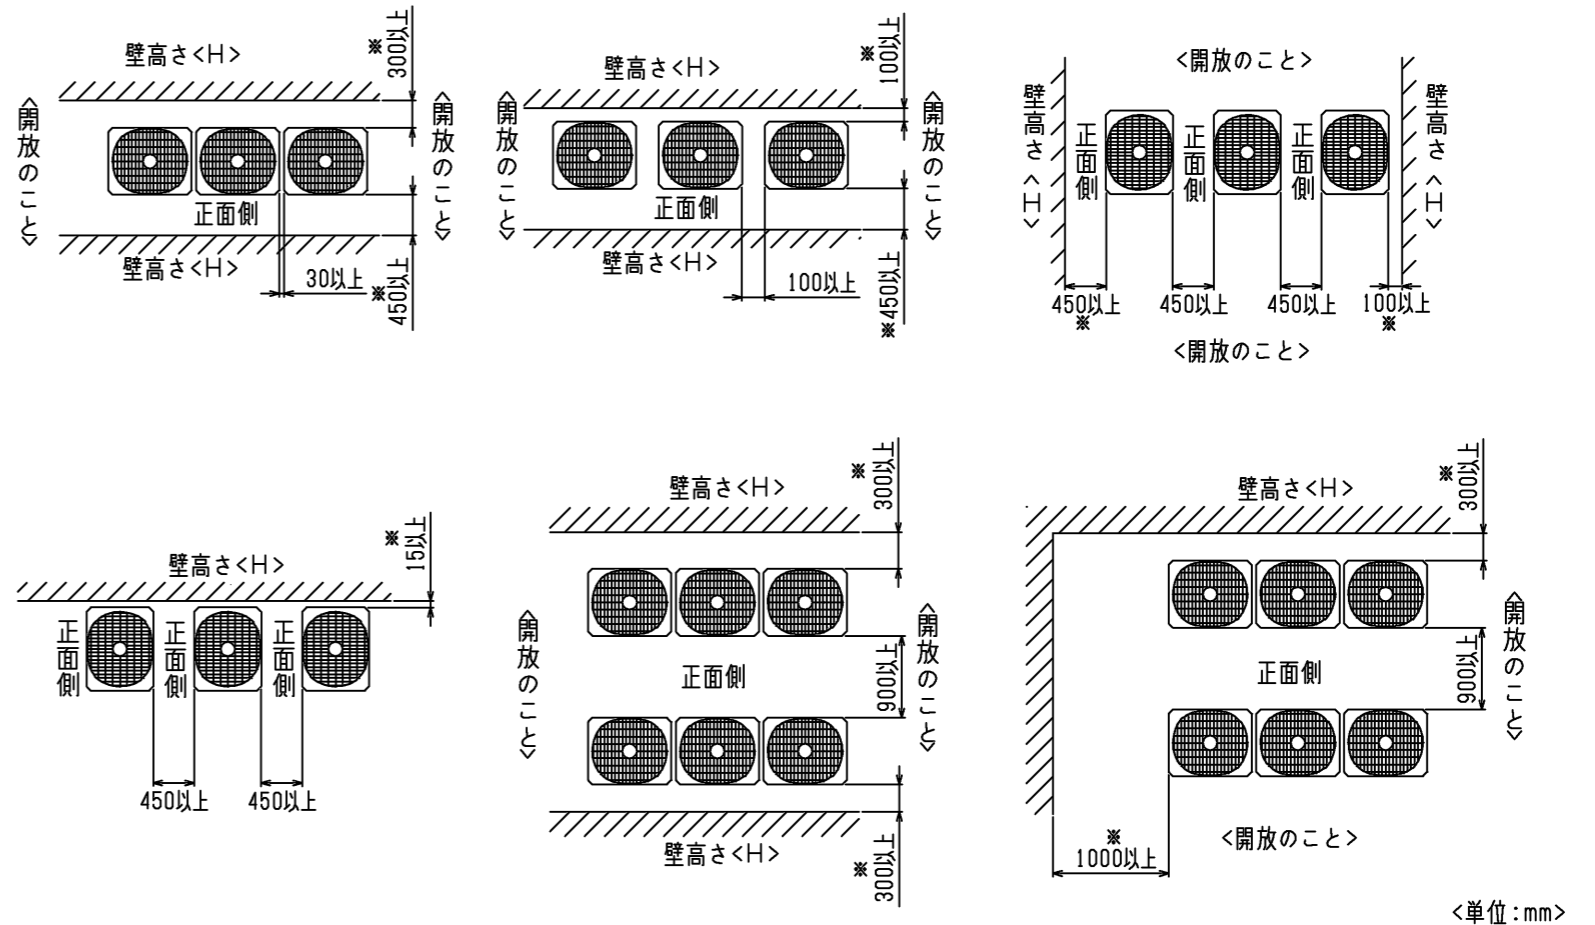 壁高さ<H>
※
300以上
<開放のこと>
<開放のこと>
正面側
壁高さ<H>
30以上
※
450以上
壁高さ<H>
※
100以上
<開放のこと>
<開放のこと>
正面側
壁高さ<H>
100以上
※450以上
<開放のこと>
壁高さ<H>
正面側
正面側
正面側
壁高さ<H>
450以上
※
450以上
450以上
100以上
※
<開放のこと>
壁高さ<H>
※
15以上
正面側
正面側
正面側
450以上
450以上
壁高さ<H>
※
300以上
<開放のこと>
正面側
900以上
<開放のこと>
壁高さ<H>
※
300以上
壁高さ<H>
※
300以上
正面側
900以上
<開放のこと>
※
1000以上
<開放のこと>
<単位:mm>